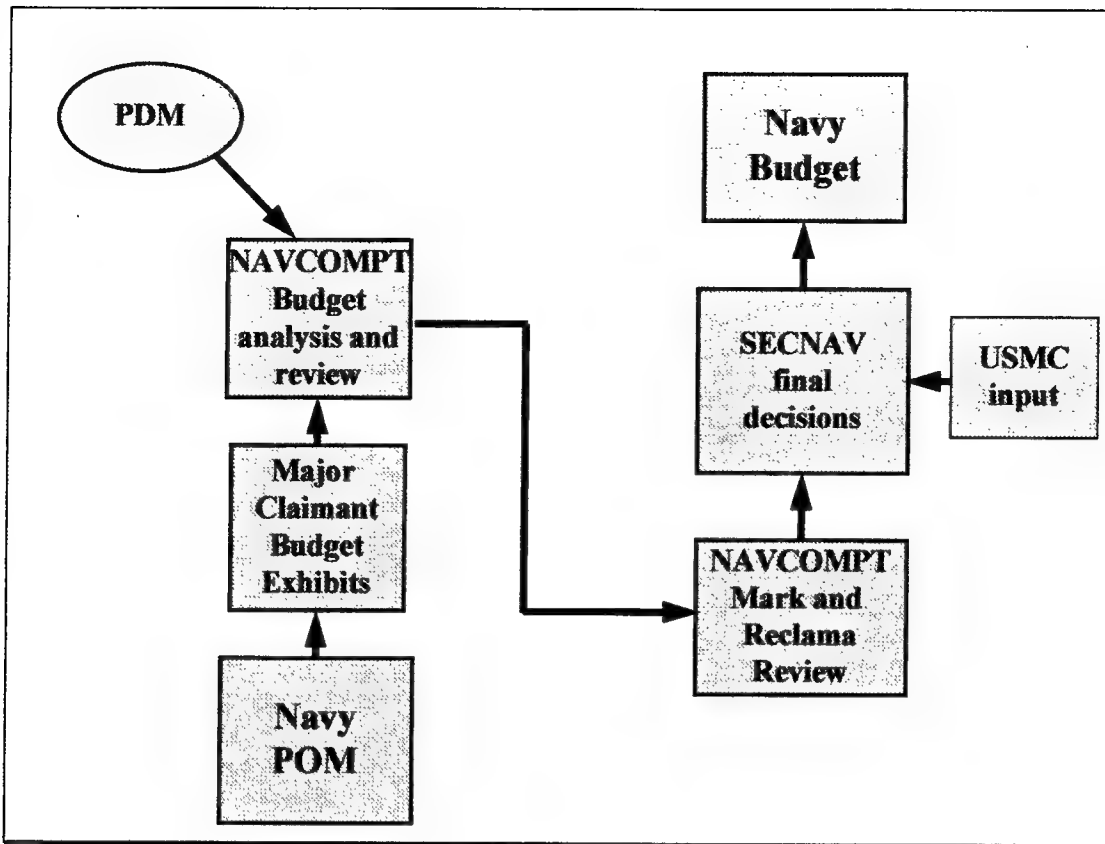 PDM
NAVCOMPT
Budget
analysis and
review
Major
Claimant
Budget
Exhibits
Navy
POM
Navy
Budget
SECNAV
final
decisions
USMC
input
NAVCOMPT
Mark and
Reclama
Review